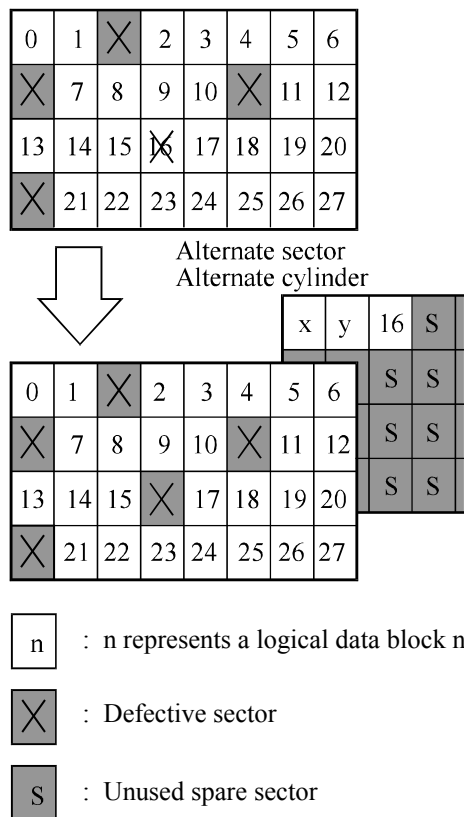 0 1 X 2 3 4 5 6
X 7 8 9 10 X 11 12
13 14 15 16 17 18 19 20
X 21 22 23 24 25 26 27
Alternate sector
Alternate cylinder
x y 16 S
S S
S S
S S
0 1 X 2 3 4 5 6
X 7 8 9 10 X 11 12
13 14 15 X 17 18 19 20
X 21 22 23 24 25 26 27
n : n represents a logical data block n
X : Defective sector
S : Unused spare sector